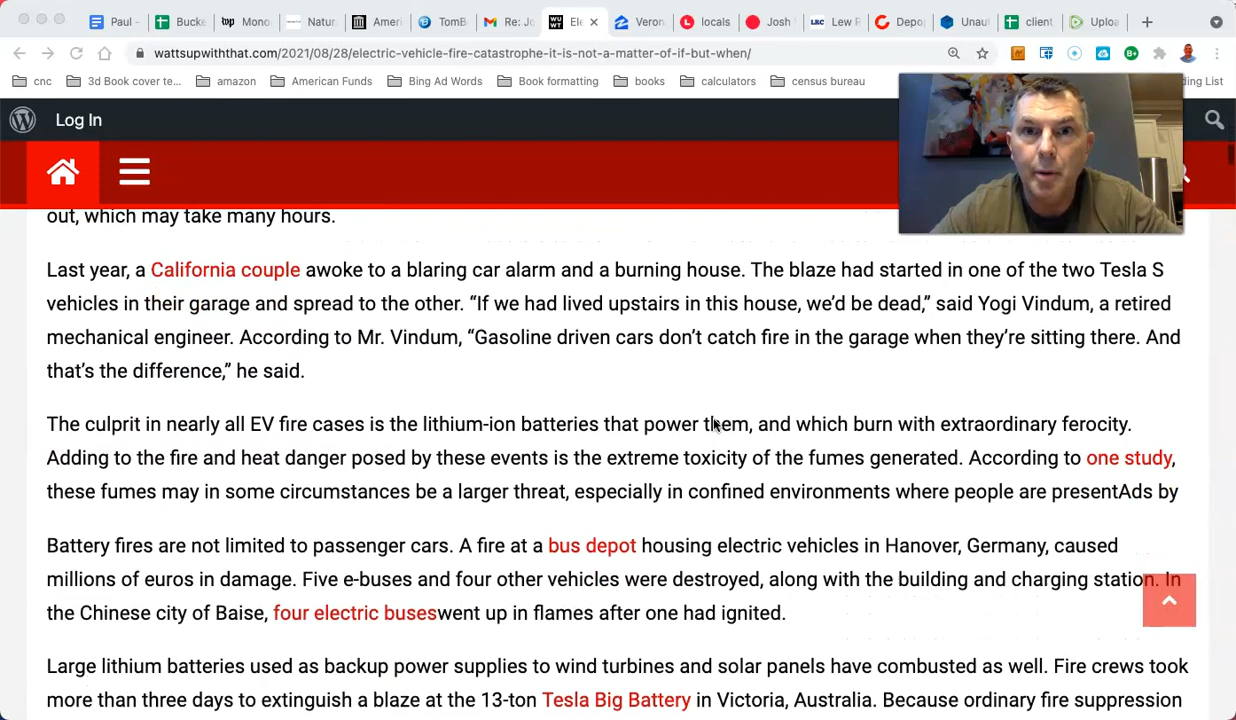 Paul -
Bucke
Mono
Natur
Ameri
TomB
Re: Jo
Ele
Veron
locals
Josh
Lew R
Depo
Unau
client
Uploa
wattsupwiththat.com/2021/08/28/electric-vehicle-fire-catastrophe-it-is-not-a-matter-of-if-but-when/
cnc
3d Book cover te...
amazon
American Funds
Bing Ad Words
Book formatting
books
calculators
census bureau
ding List
Log In
out, which may take many hours.
Last year, a California couple awoke to a blaring car alarm and a burning house. The blaze had started in one of the two Tesla S
vehicles in their garage and spread to the other. “If we had lived upstairs in this house, we’d be dead,” said Yogi Vindum, a retired
mechanical engineer. According to Mr. Vindum, “Gasoline driven cars don’t catch fire in the garage when they’re sitting there. And
that’s the difference,” he said.
The culprit in nearly all EV fire cases is the lithium-ion batteries that power them, and which burn with extraordinary ferocity.
Adding to the fire and heat danger posed by these events is the extreme toxicity of the fumes generated. According to one study,
these fumes may in some circumstances be a larger threat, especially in confined environments where people are presentAds by
Battery fires are not limited to passenger cars. A fire at a bus depot housing electric vehicles in Hanover, Germany, caused
millions of euros in damage. Five e-buses and four other vehicles were destroyed, along with the building and charging station. In
the Chinese city of Baise, four electric buseswent up in flames after one had ignited.
Large lithium batteries used as backup power supplies to wind turbines and solar panels have combusted as well. Fire crews took
more than three days to extinguish a blaze at the 13-ton Tesla Big Battery in Victoria, Australia. Because ordinary fire suppression